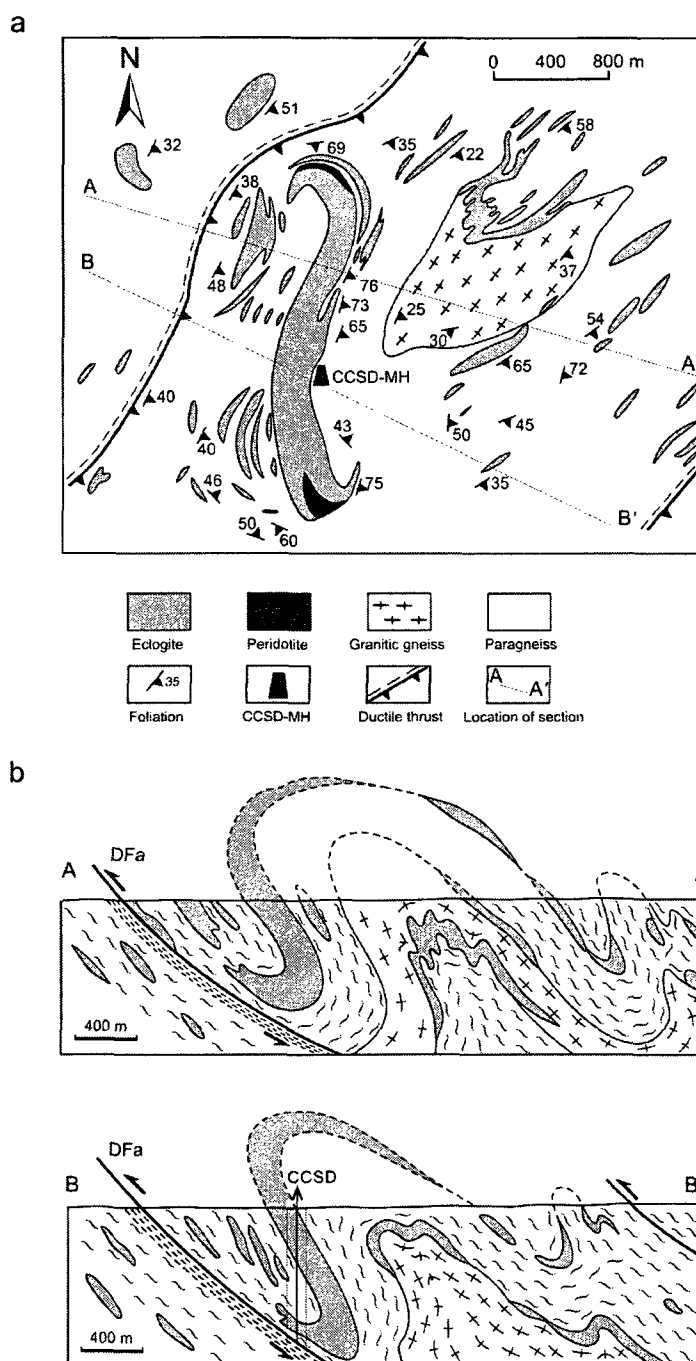 a
N
0 400 800 m
51
32
69
35
58
22
A
38
B
76
37
48
73
25
65
54
30
A
CCSD-MH
65
72
40
43
50
45
40
46
75
35
50
60
B'
Eclogite Peridotite Granitic gneiss Paragneiss
35
A A'
Foliation CCSD-MH Ductile thrust Location of section
b
DFa
A
400 m
DFa
CCSD
B B
400 m